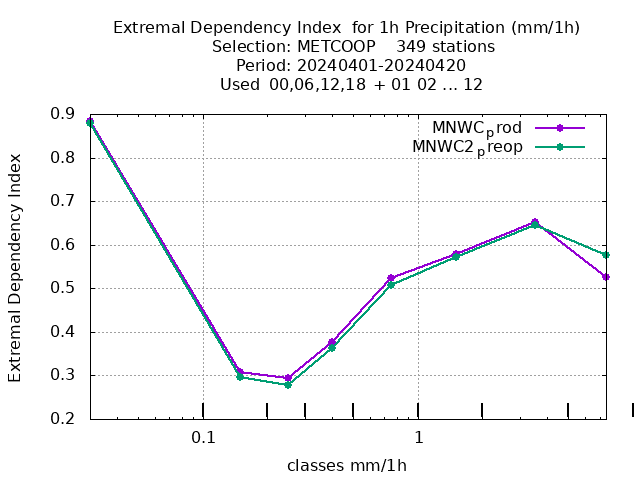 Extremal Dependency Index  for 1h Precipitation (mm/1h)
Selection: METCOOP    349 stations
Period: 20240401-20240420
Used  00,06,12,18  + 01 02 ... 12
MNWC_prod
MNWC2_preop
Extremal Dependency Index
0.9
0.8
0.7
0.6
0.5
0.4
0.3
0.2
0.1
1
classes mm/1h